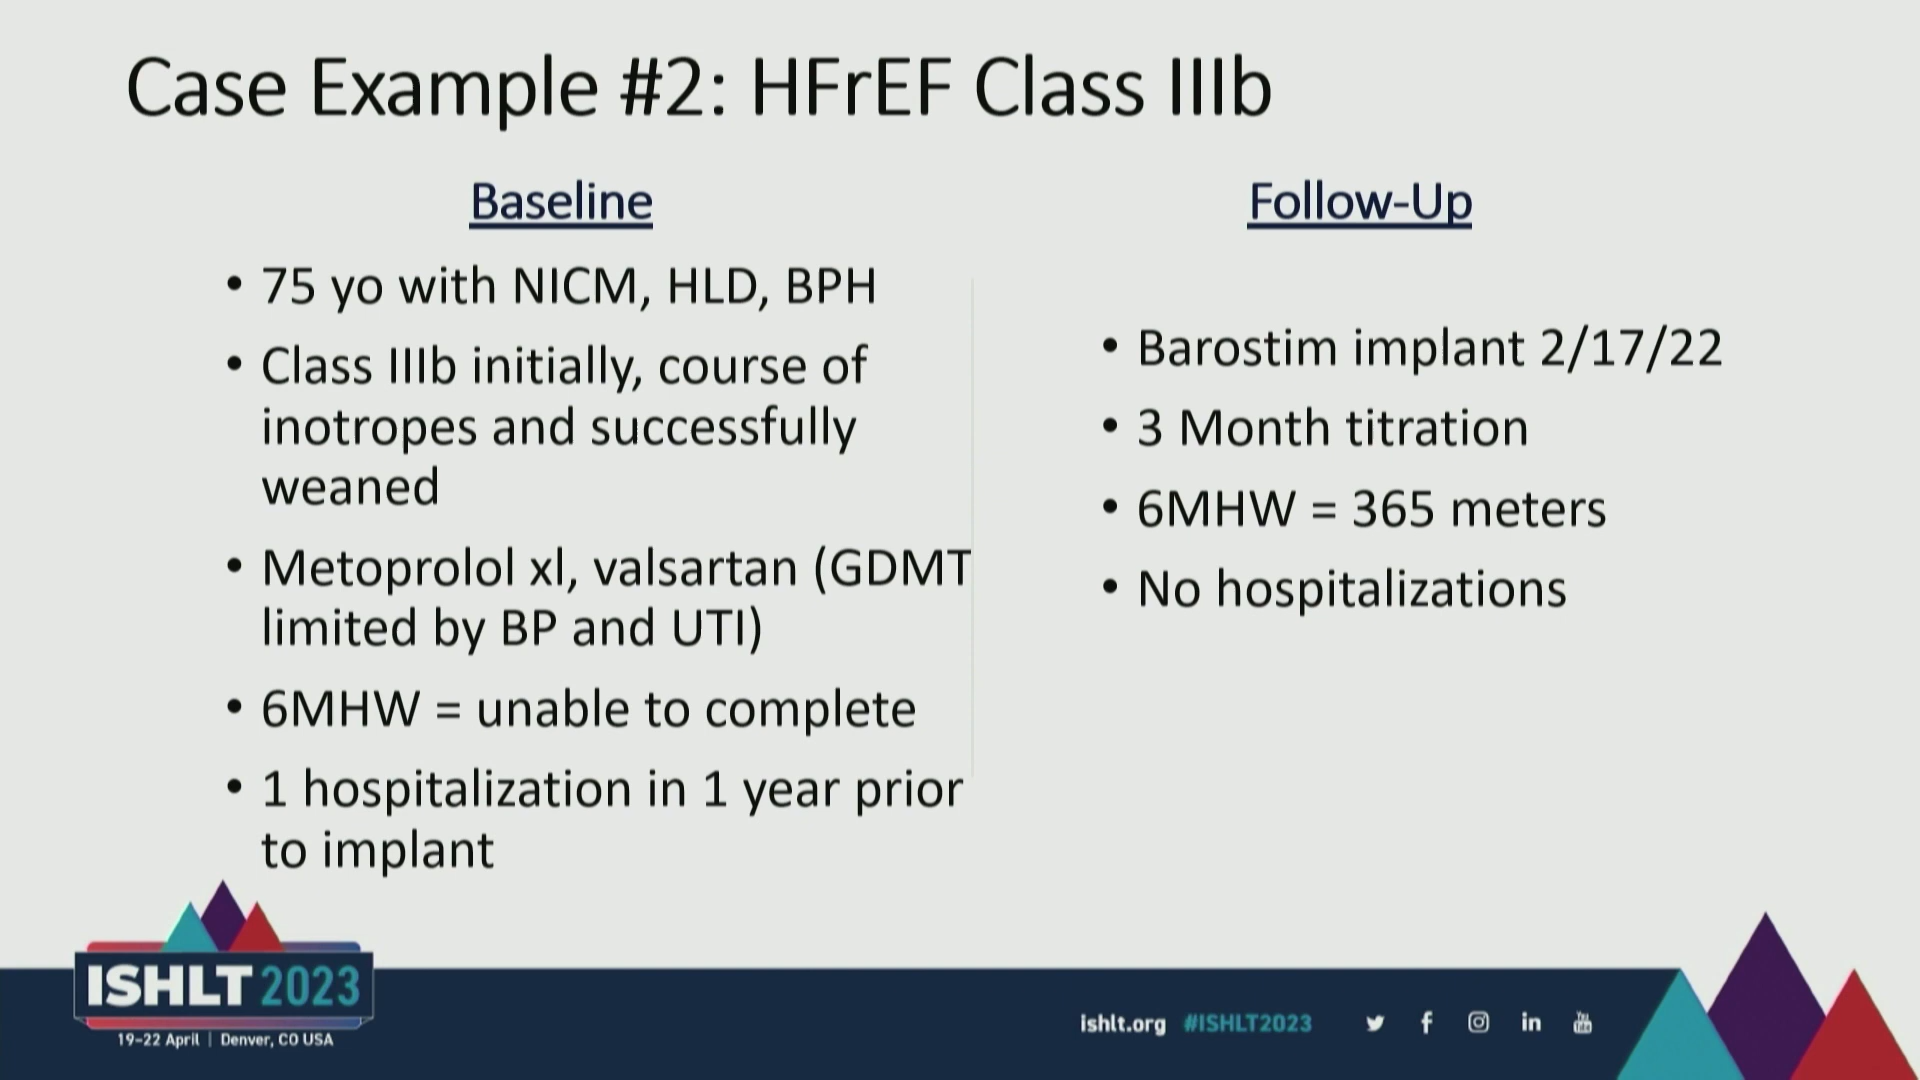 Case Example #2: HFrEF Class IIIb
Baseline
• 75 yo with NICM, HLD, BPH
• Class IIIb initially, course of
inotropes and successfully
weaned
• Metoprolol xl, valsartan (GDMT
limited by BP and UTI)
• 6MHW = unable to complete
• 1 hospitalization in 1 year prior
to implant
Follow-Up
• Barostim implant 2/17/22
• 3 Month titration
• 6MHW = 365 meters
• No hospitalizations
ISHLT 2023
19-22 April | Denver, CO USA
ishlt.org #ISHLT2023
You Tube